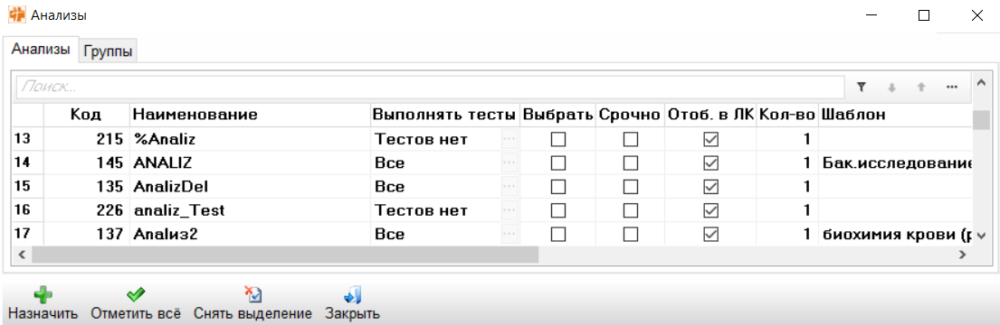 Анализы
Анализы Группы
Поиск...
Код Наименование Выполнять тесты Выбрать Срочно Отоб. в ЛК Кол-во Шаблон
13 215 %Analiz Тестов нет ... 1
14 145 ANALIZ Все ... 1 Бак.исследование
15 135 AnalizDel Все ... 1
16 226 analiz_Test Тестов нет ... 1
17 137 Analиз2 Все ... 1 биохимия крови (р
Назначить Отметить всё Снять выделение Закрыть